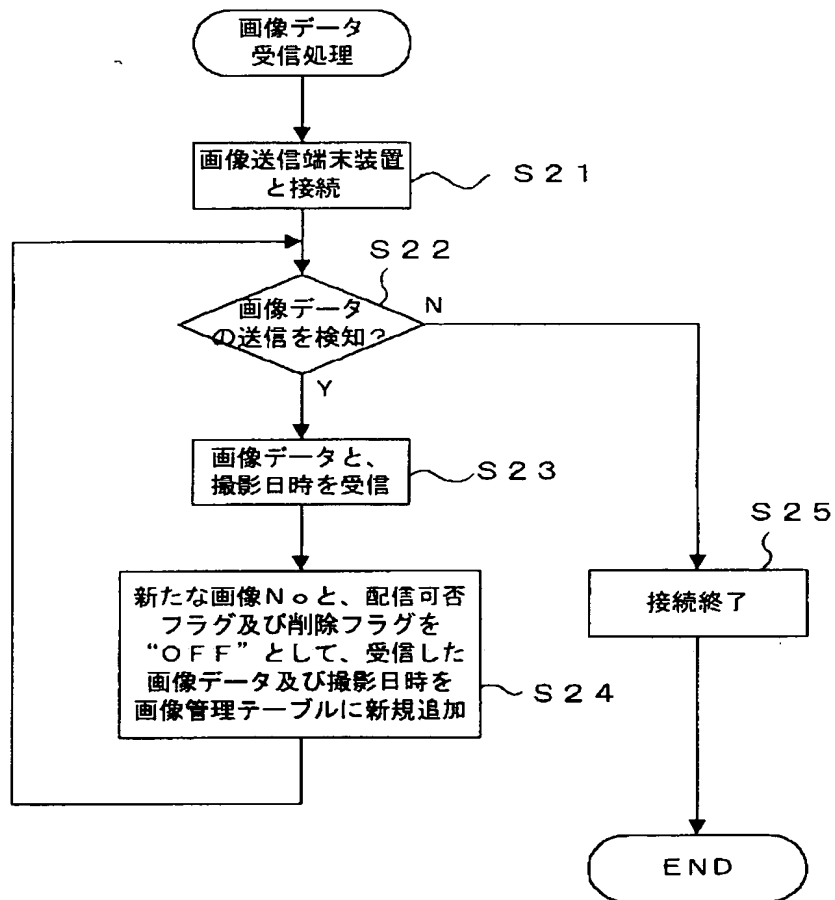 画像データ
受信処理
画像送信端末装置
と接続
S21
S22
画像データ
の送信を検知?
N
Y
画像データと、
撮影日時を受信
S23
S25
接続終了
新たな画像Noと、配信可否
フラグ及び削除フラグを
“OFF”として、受信した
画像データ及び撮影日時を
画像管理テーブルに新規追加
S24
END